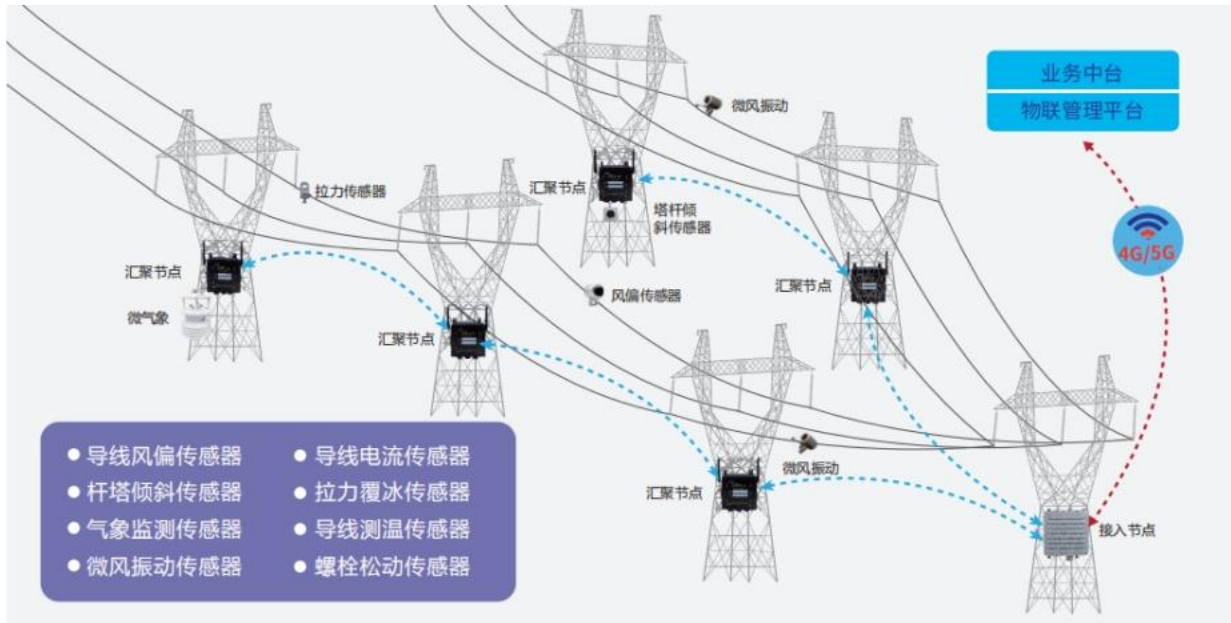 业务中台
物联管理平台
微风振动
汇聚节点
拉力传感器
塔杆倾
斜传感器
4G/5G
汇聚节点
汇聚节点
微气象
风偏传感器
汇聚节点
导线风偏传感器
导线电流传感器
杆塔倾斜传感器
拉力覆冰传感器
气象监测传感器
导线测温传感器
微风振动传感器
螺栓松动传感器
微风振动
汇聚节点
接入节点